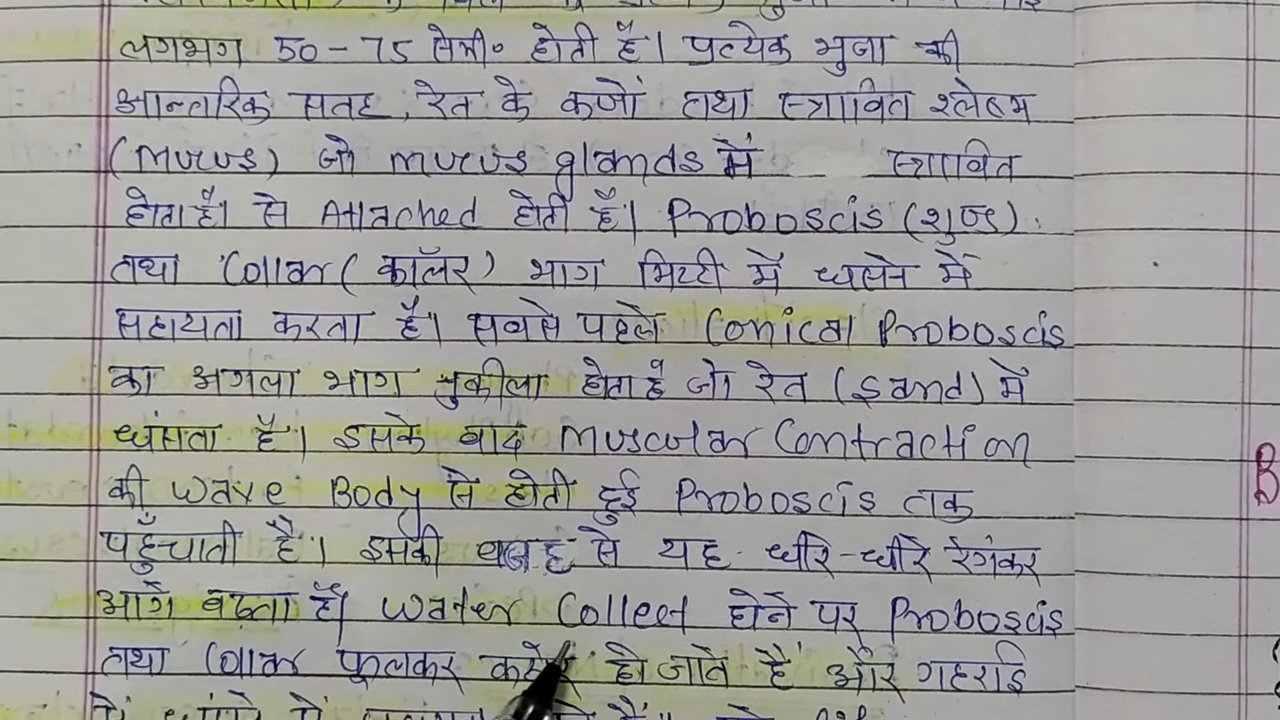 लगभग 50-75 सेमी० होती है। प्रत्येक भुजा की
आन्तरिक सतह, रेत के कणों तथा स्त्रावित श्लेष्म
(Mucus) जो mucus glands में स्त्रावित
होता है। से Attached होती है। Proboscis (शुण्ड)
तथा Collar (कॉलर) भाग मिट्टी में धसने में
सहायता करता है। सबसे पहले Conical Proboscis
का अगला भाग नुकीला होता है जो रेत (Sand) में
धंसता है। इसके बाद Muscular Contraction
की Wave Body से होती हुई Proboscis तक
पहुँचाती है। इसकी वजह से यह धीरे-धीरे रेंगकर
आगे बढता है। Water Collect होने पर Proboscis
तथा Collar फूलकर कठोर हो जाते है और गहराई